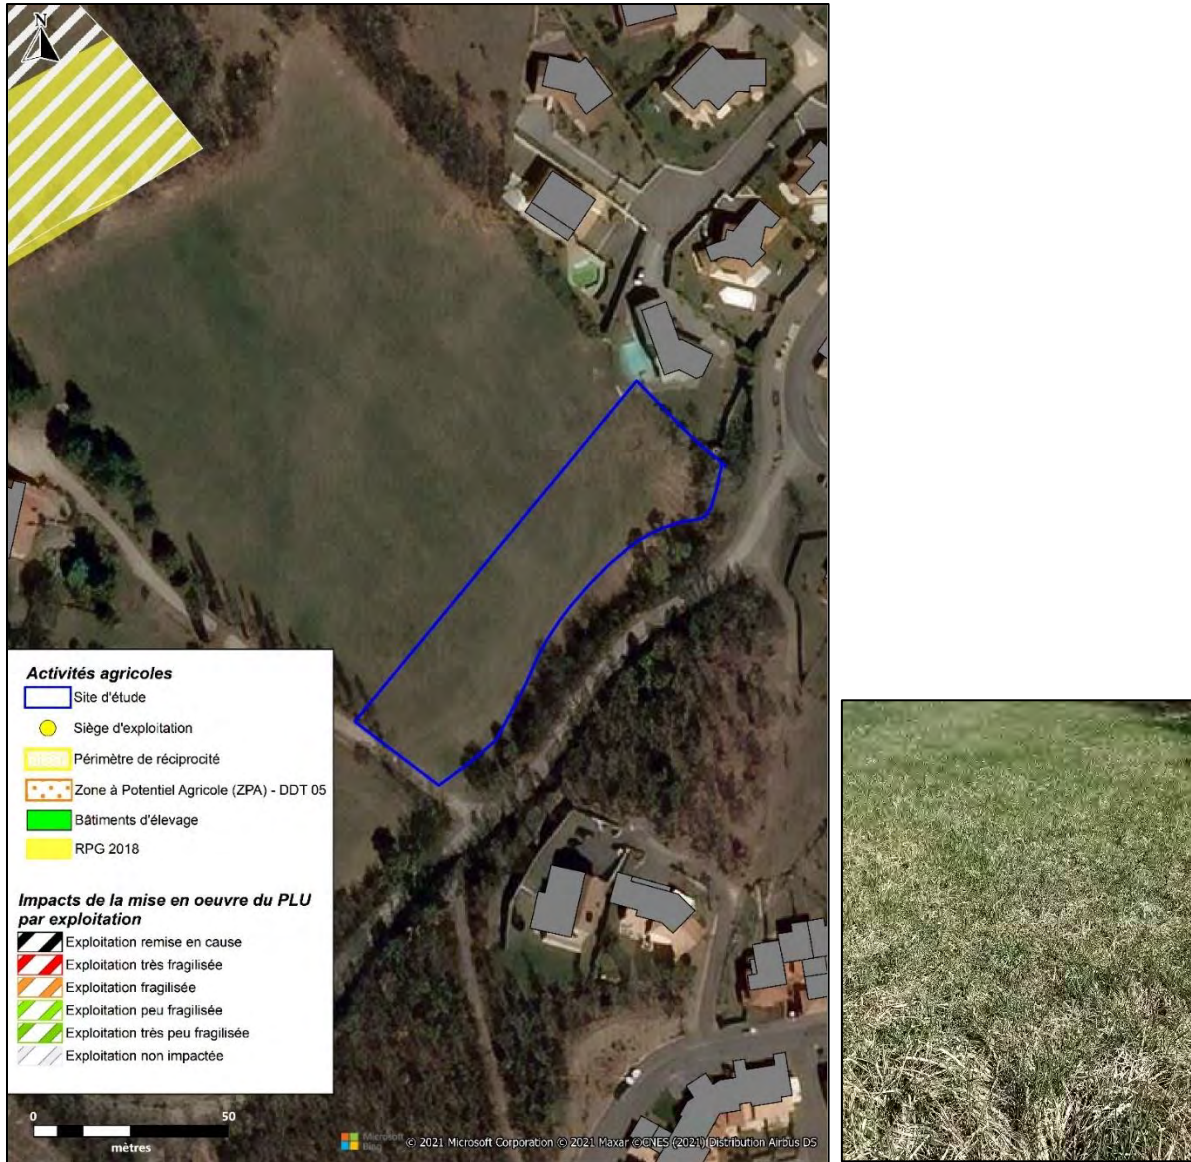 N
Activités agricoles
Site d'étude
Siège d'exploitation
Périmètre de réciprocité
Zone à Potentiel Agricole (ZPA) - DDT 05
Bâtiments d'élevage
RPG 2018
Impacts de la mise en oeuvre du PLU
par exploitation
Exploitation remise en cause
Exploitation très fragilisée
Exploitation fragilisée
Exploitation peu fragilisée
Exploitation très peu fragilisée
Exploitation non impactée
0 50
mètres
Microsoft
Bing
© 2021 Microsoft Corporation © 2021 Maxar ©CNES (2021) Distribution Airbus DS